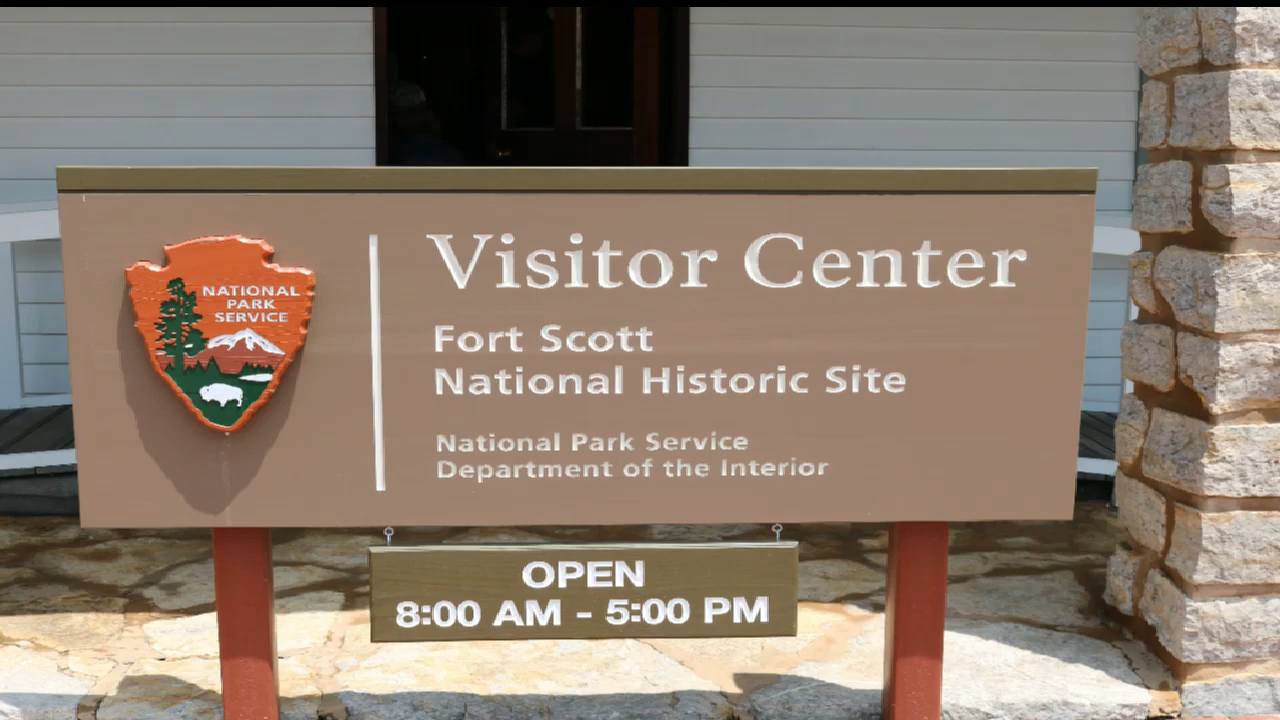 NATIONAL
PARK
SERVICE
Visitor Center
Fort Scott
National Historic Site
National Park Service
Department of the Interior
OPEN
8:00 AM - 5:00 PM